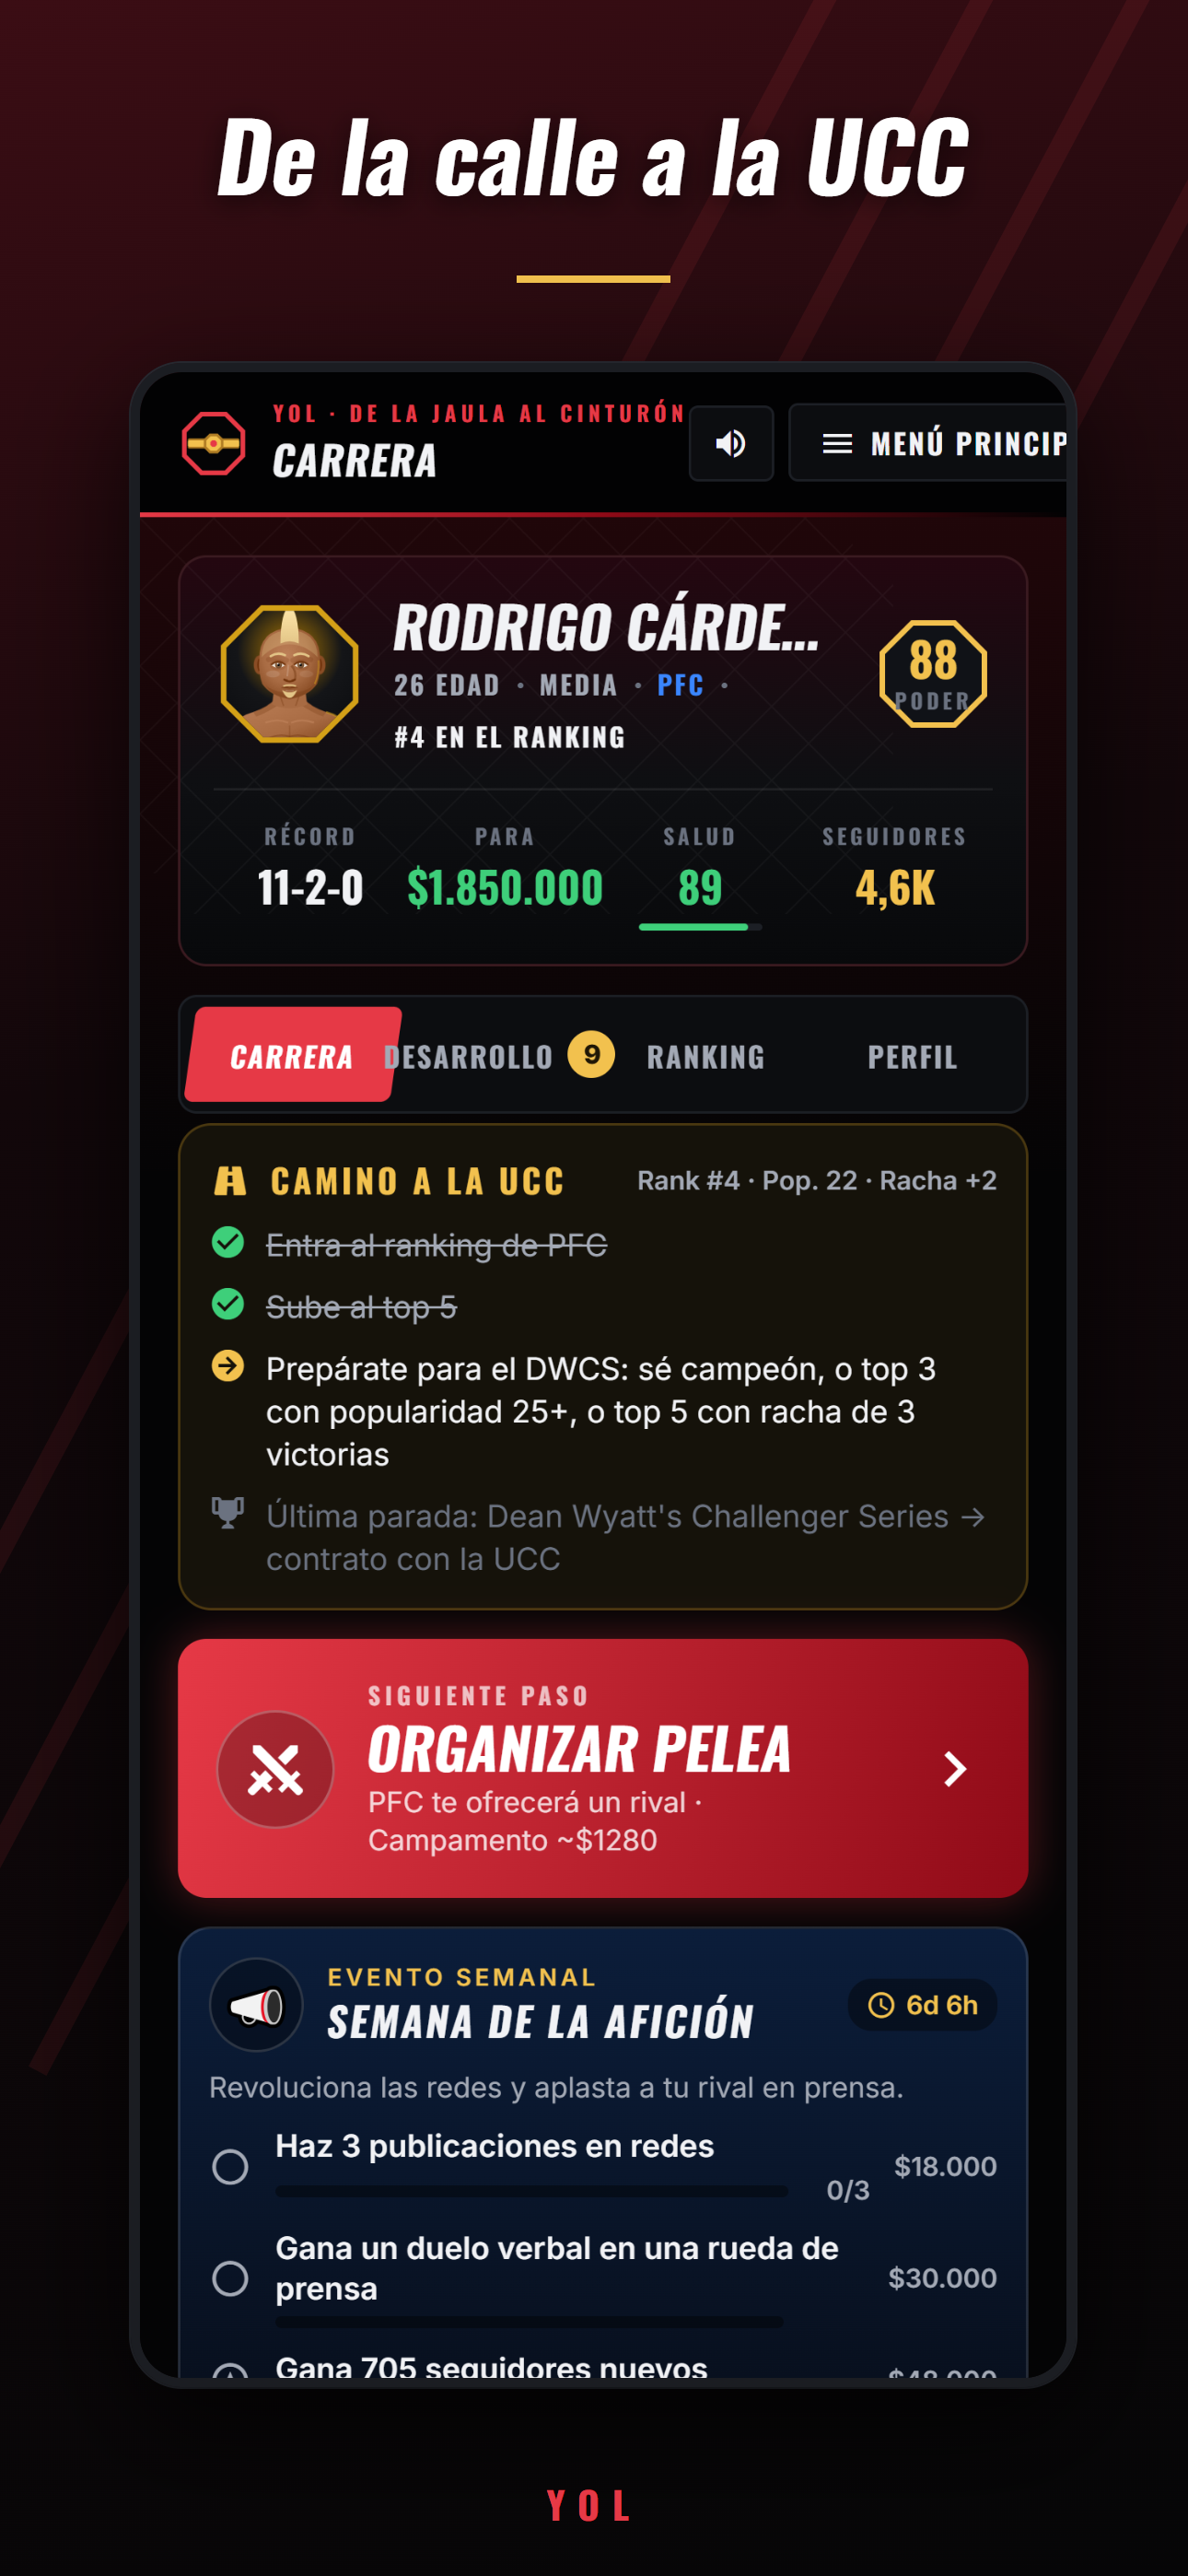 De la calle a la UCC
YOL · DE LA JAULA AL CINTURÓN
CARRERA
MENÚ PRINCIP
RODRIGO CÁRDE...
26 EDAD · MEDIA · PFC ·
#4 EN EL RANKING
88
PODER
RÉCORD PARA SALUD SEGUIDORES
11-2-0 $1.850.000 89 4,6K
CARRERA DESARROLLO 9 RANKING PERFIL
CAMINO A LA UCC Rank #4 · Pop. 22 · Racha +2
Entra al ranking de PFC
Sube al top 5
Prepárate para el DWCS: sé campeón, o top 3
con popularidad 25+, o top 5 con racha de 3
victorias
Última parada: Dean Wyatt's Challenger Series →
contrato con la UCC
SIGUIENTE PASO
ORGANIZAR PELEA
PFC te ofrecerá un rival ·
Campamento ~$1280
EVENTO SEMANAL
SEMANA DE LA AFICIÓN
6d 6h
Revoluciona las redes y aplasta a tu rival en prensa.
Haz 3 publicaciones en redes
0/3
$18.000
Gana un duelo verbal en una rueda de
prensa
$30.000
Gana 705 seguidores nuevos
$48.000
YOL